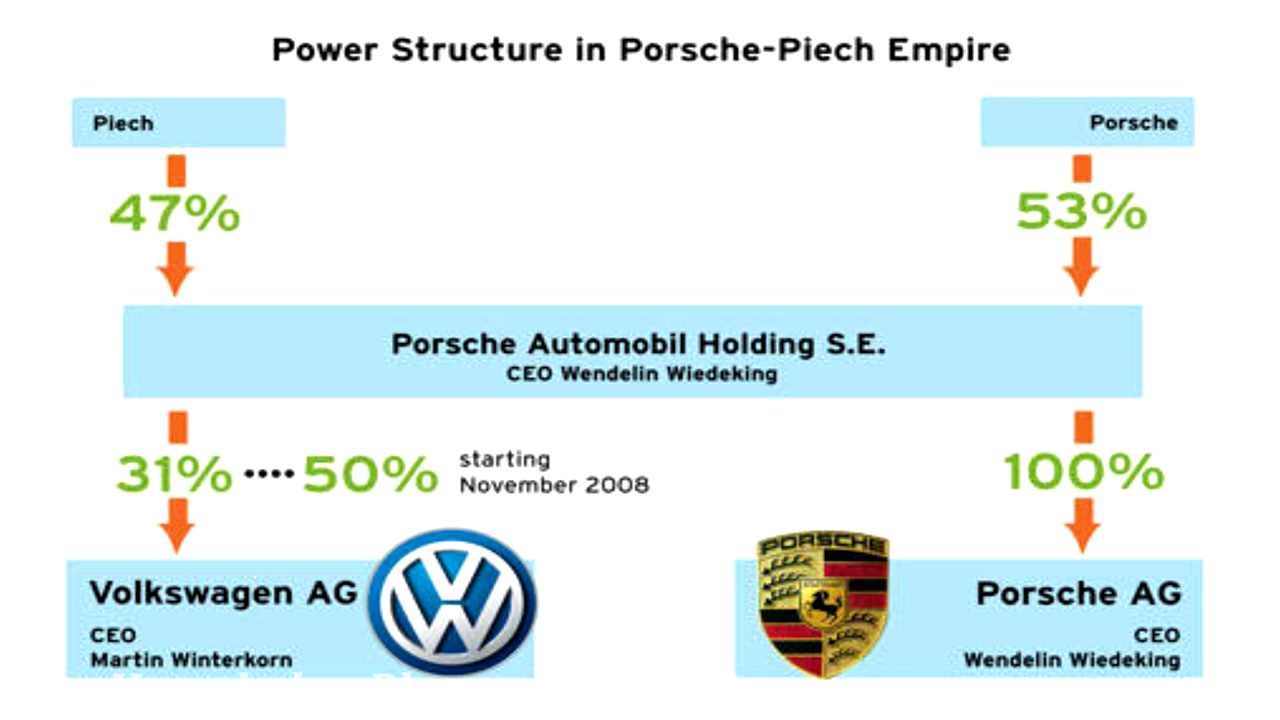 Power Structure in Porsche-Piech Empire
Piech
Porsche
47%
53%
Porsche Automobil Holding S.E.
CEO Wendelin Wiedeking
31% ···· 50%
starting
November 2008
100%
PORSCHE
Volkswagen AG
CEO
Martin Winterkorn
Porsche AG
CEO
Wendelin Wiedeking